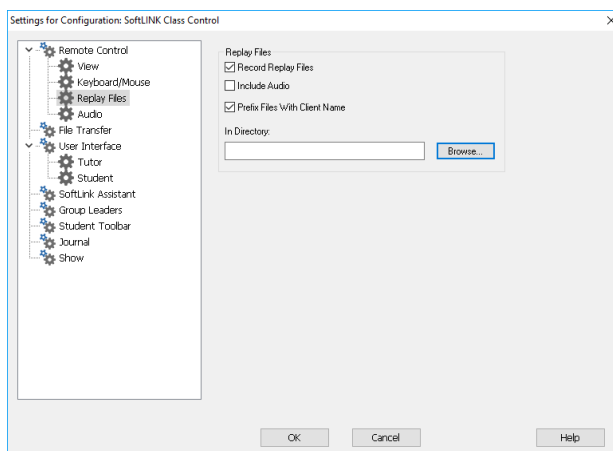 Settings for Configuration: SoftLINK Class Control
Remote Control
View
Keyboard/Mouse
Replay Files
Audio
File Transfer
User Interface
Tutor
Student
SoftLink Assistant
Group Leaders
Student Toolbar
Journal
Show
Replay Files
Record Replay Files
Include Audio
Prefix Files With Client Name
In Directory:
Browse...
OK Cancel Help